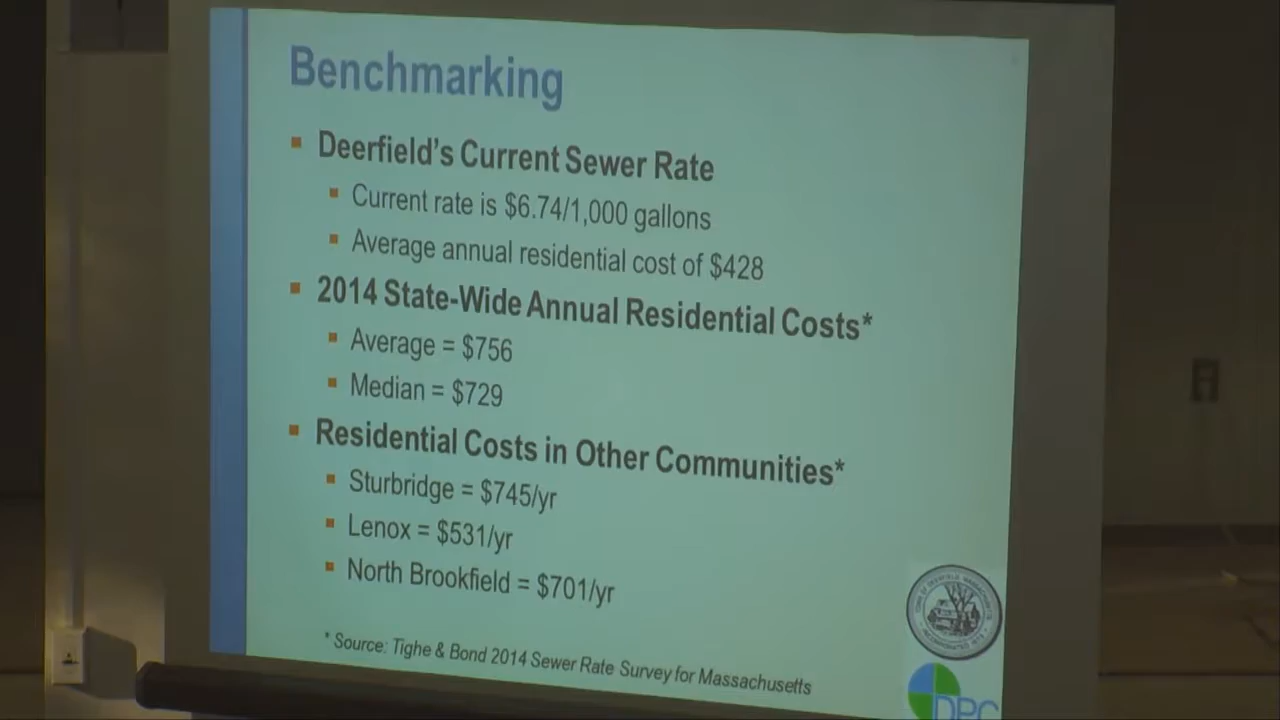 Benchmarking
Deerfield's Current Sewer Rate
Current rate is $6.74/1,000 gallons
Average annual residential cost of $428
2014 State-Wide Annual Residential Costs*
Average = $756
Median = $729
Residential Costs in Other Communities*
Sturbridge = $745/yr
Lenox = $531/yr
North Brookfield = $701/yr
* Source: Tighe & Bond 2014 Sewer Rate Survey for Massachusetts
DPC